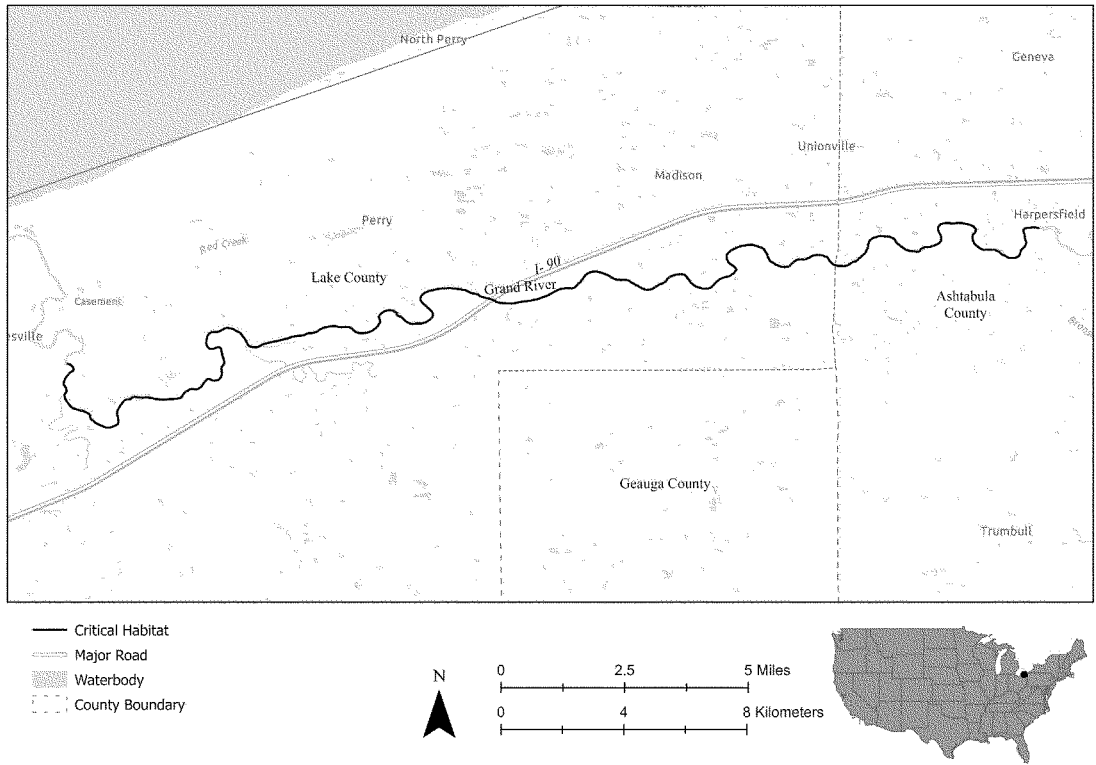 North Perry
Geneva
Unionville
Madison
Harpersfield
Perry
Red Creek
I-90
Lake County
Grand River
Casement
Ashtabula
County
esville
Geauga County
Trumbull
Critical Habitat
Major Road
Waterbody
County Boundary
N
0 2.5 5 Miles
0 4 8 Kilometers